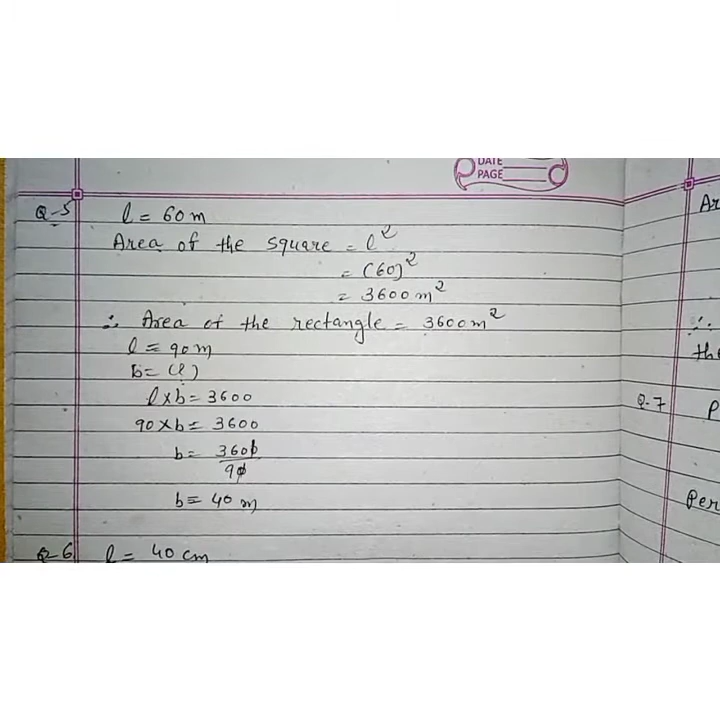 DATE
PAGE
Q-5 l = 60 m
Area of the square = l²
= (60)²
= 3600 m²
∴ Area of the rectangle = 3600 m²
l = 90 m
b = (?)
l × b = 3600
90 × b = 3600
b = 3600/90
b = 40 m
Q-6 l = 40 cm
Ar
∴
the
Q-7 P
Per